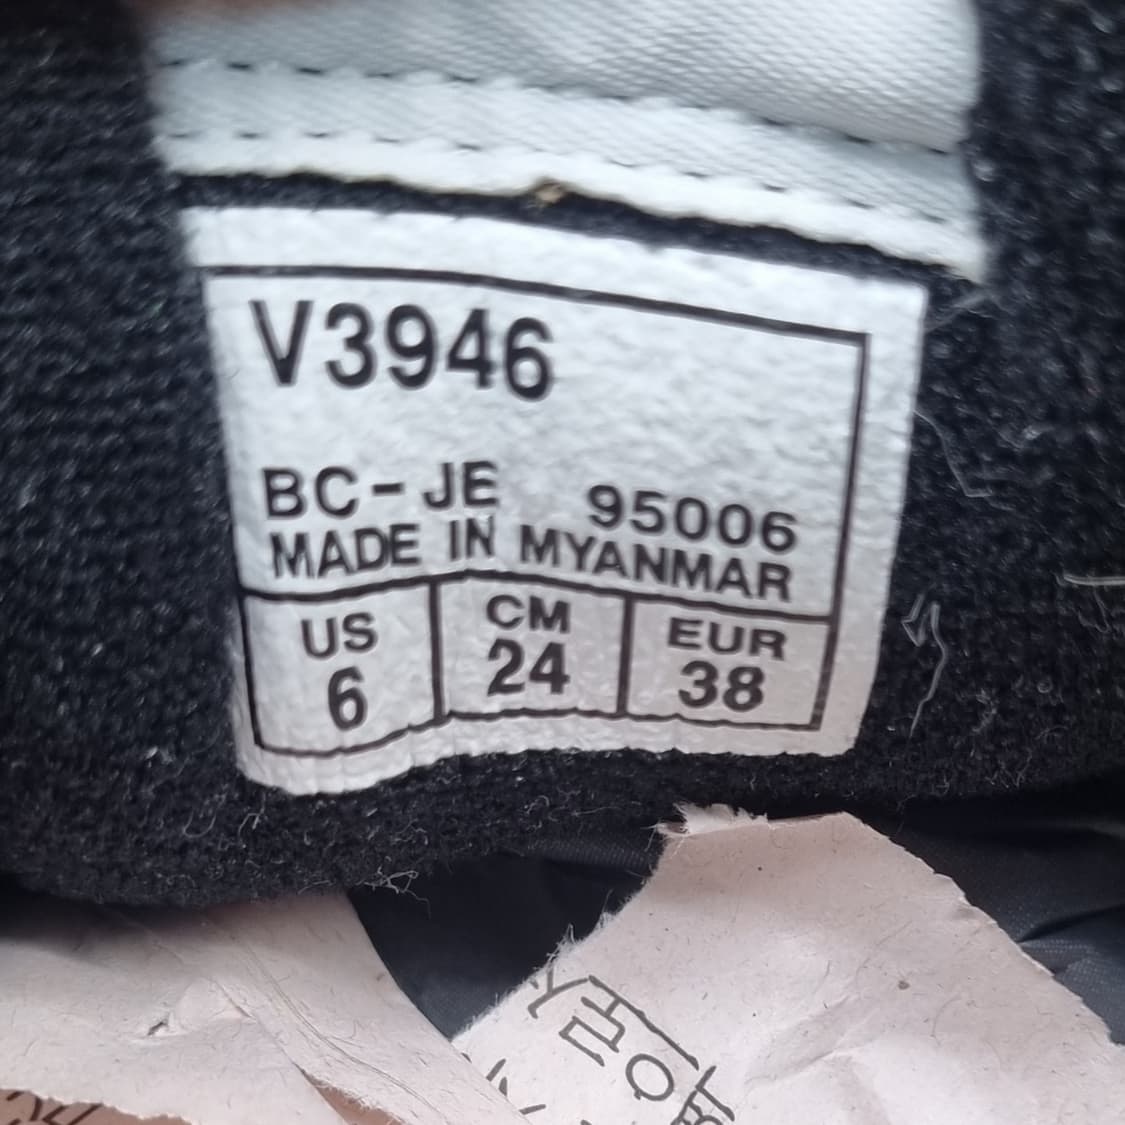 V3946
BC-JE 95006
MADE IN MYANMAR
US CM EUR
6 24 38